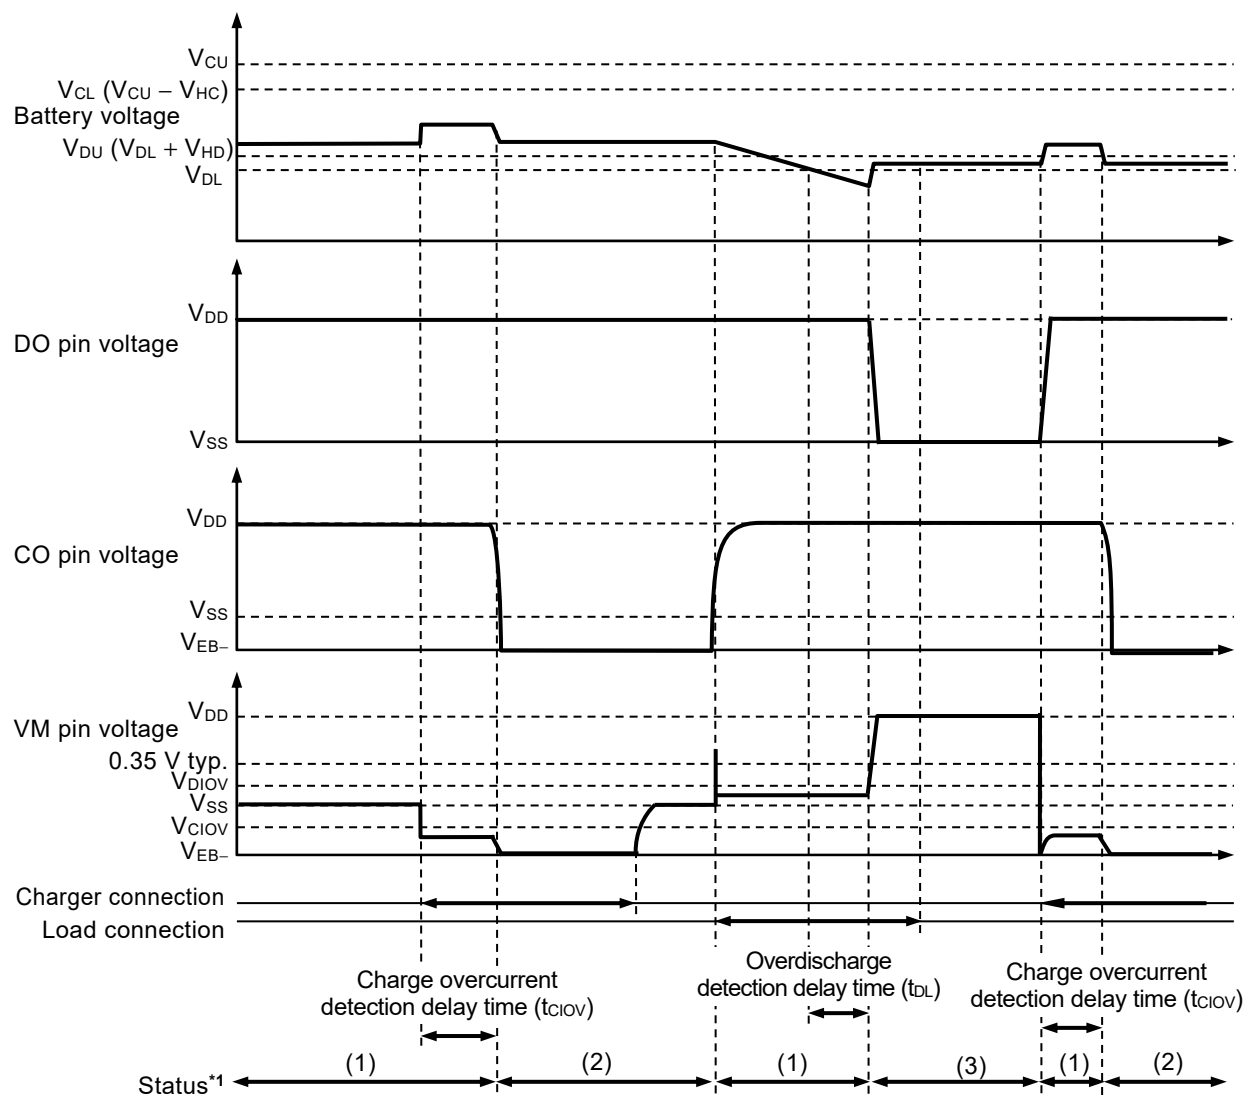 VCU
VCL (VCU – VHC)
Battery voltage
VDU (VDL + VHD)
VDL
VDD
DO pin voltage
VSS
VDD
CO pin voltage
VSS
VEB–
VDD
VM pin voltage
0.35 V typ.
VDIOV
VSS
VCIOV
VEB–
Charger connection
Load connection
Charge overcurrent
detection delay time (tCIOV)
Overdischarge
detection delay time (tDL)
Charge overcurrent
detection delay time (tCIOV)
Status*1 (1) (2) (1) (3) (1) (2)